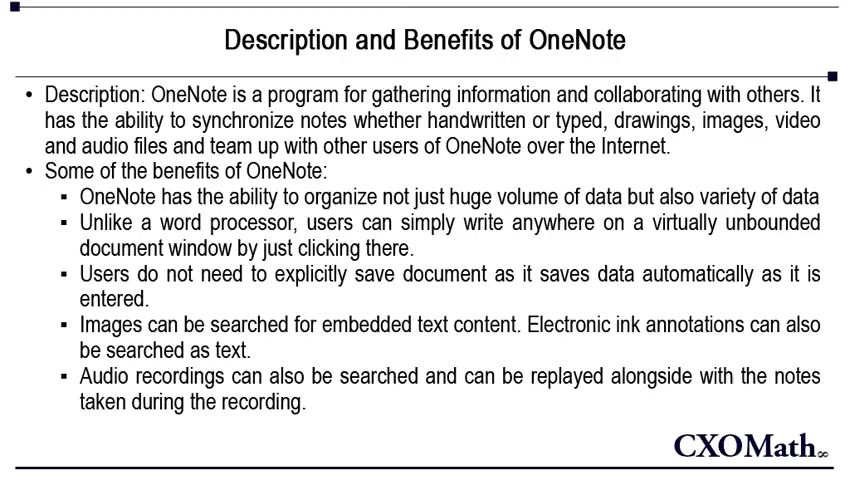 Description and Benefits of OneNote
• Description: OneNote is a program for gathering information and collaborating with others. It
has the ability to synchronize notes whether handwritten or typed, drawings, images, video
and audio files and team up with other users of OneNote over the Internet.
• Some of the benefits of OneNote:
▪ OneNote has the ability to organize not just huge volume of data but also variety of data
▪ Unlike a word processor, users can simply write anywhere on a virtually unbounded
document window by just clicking there.
▪ Users do not need to explicitly save document as it saves data automatically as it is
entered.
▪ Images can be searched for embedded text content. Electronic ink annotations can also
be searched as text.
▪ Audio recordings can also be searched and can be replayed alongside with the notes
taken during the recording.
CXOMath∞